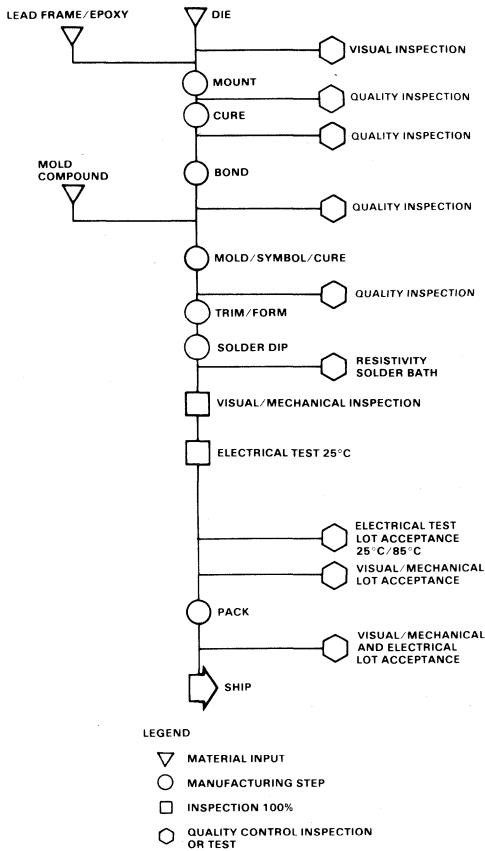 LEAD FRAME/EPOXY
DIE
VISUAL INSPECTION
MOUNT
QUALITY INSPECTION
CURE
QUALITY INSPECTION
MOLD
COMPOUND
BOND
QUALITY INSPECTION
MOLD/SYMBOL/CURE
QUALITY INSPECTION
TRIM/FORM
SOLDER DIP
RESISTIVITY
SOLDER BATH
VISUAL/MECHANICAL INSPECTION
ELECTRICAL TEST 25°C
ELECTRICAL TEST
LOT ACCEPTANCE
25°C/85°C
VISUAL/MECHANICAL
LOT ACCEPTANCE
PACK
VISUAL/MECHANICAL
AND ELECTRICAL
LOT ACCEPTANCE
SHIP
LEGEND
MATERIAL INPUT
MANUFACTURING STEP
INSPECTION 100%
QUALITY CONTROL INSPECTION
OR TEST